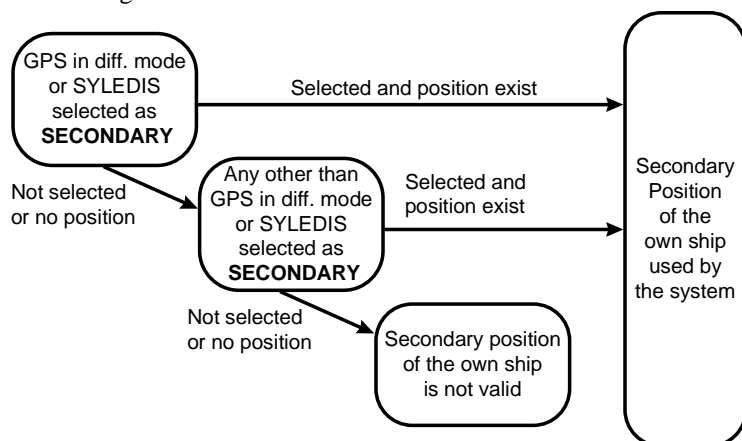 GPS in diff. mode
or SYLEDIS
selected as
SECONDARY
Selected and position exist
Not selected
or no position
Any other than
GPS in diff. mode
or SYLEDIS
selected as
SECONDARY
Selected and
position exist
Not selected
or no position
Secondary position
of the own ship
is not valid
Secondary
Position
of the
own ship
used by
the system